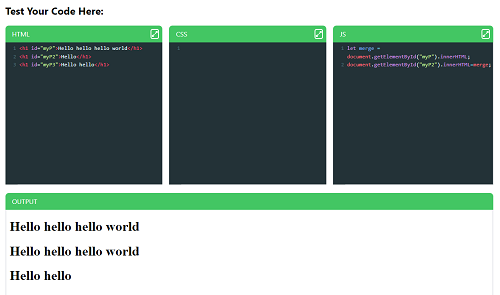 Test Your Code Here:
HTML
1 <h1 id="myP">Hello hello hello world</h1>
2 <h1 id="myP2">Hello</h1>
3 <h1 id="myP3">Hello hello</h1>
CSS
1
JS
1 let merge =
document.getElementById("myP").innerHTML;
2 document.getElementById("myP2").innerHTML=merge;
OUTPUT
Hello hello hello world
Hello hello hello world
Hello hello